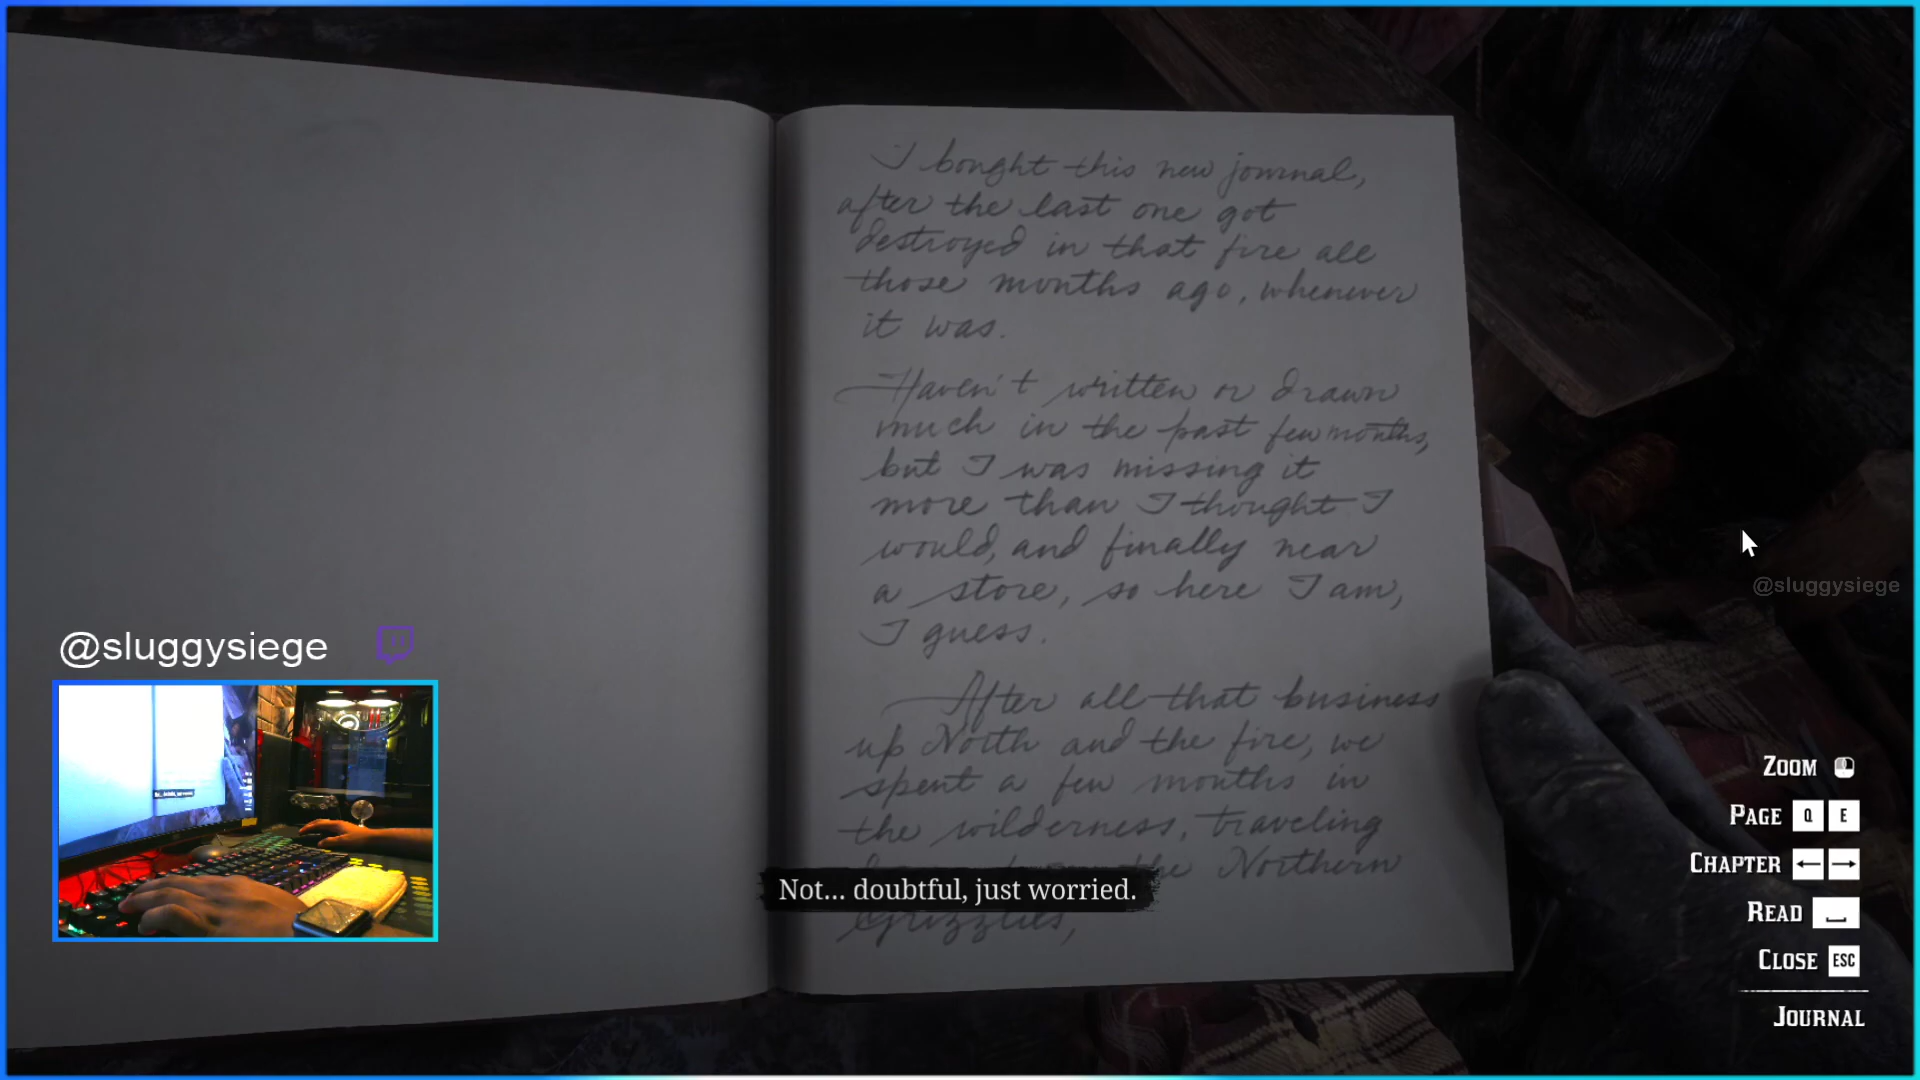 I bought this new journal,
after the last one got
destroyed in that fire all
those months ago, whenever
it was.
Haven't written or drawn
much in the past few months,
but I was missing it
more than I thought I
would, and finally near
a store, so here I am,
I guess.
After all that business
up North and the fire, we
spent a few months in
the wilderness, traveling
the Northern
Grizzlies,
Not... doubtful, just worried.
@sluggysiege
@sluggysiege
ZOOM
PAGE Q E
CHAPTER ← →
READ
CLOSE ESC
JOURNAL